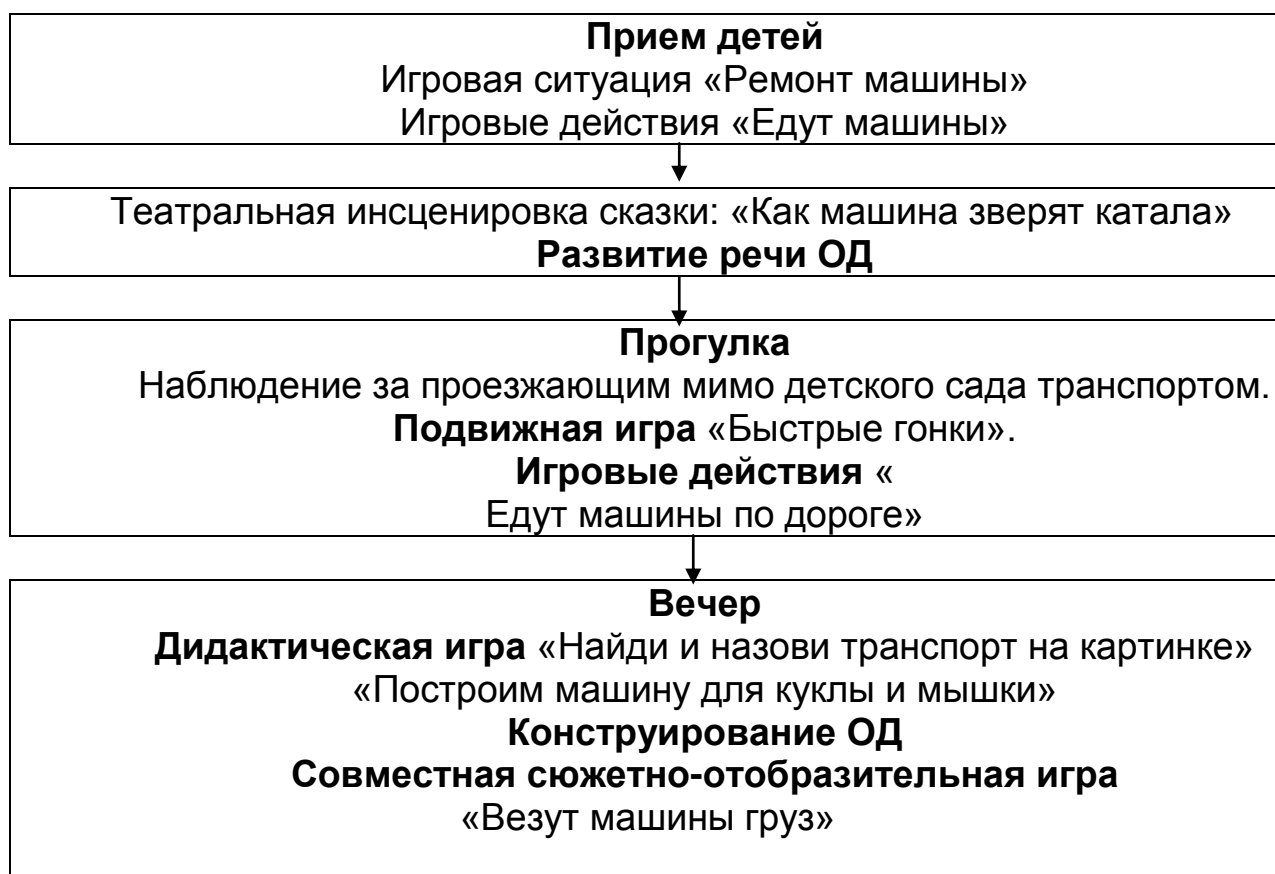 Прием детей
Игровая ситуация «Ремонт машины»
Игровые действия «Едут машины»
Театральная инсценировка сказки: «Как машина зверят катала»
Развитие речи ОД
Прогулка
Наблюдение за проезжающим мимо детского сада транспортом.
Подвижная игра «Быстрые гонки».
Игровые действия «
Едут машины по дороге»
Вечер
Дидактическая игра «Найди и назови транспорт на картинке»
«Построим машину для куклы и мышки»
Конструирование ОД
Совместная сюжетно-отобразительная игра
«Везут машины груз»